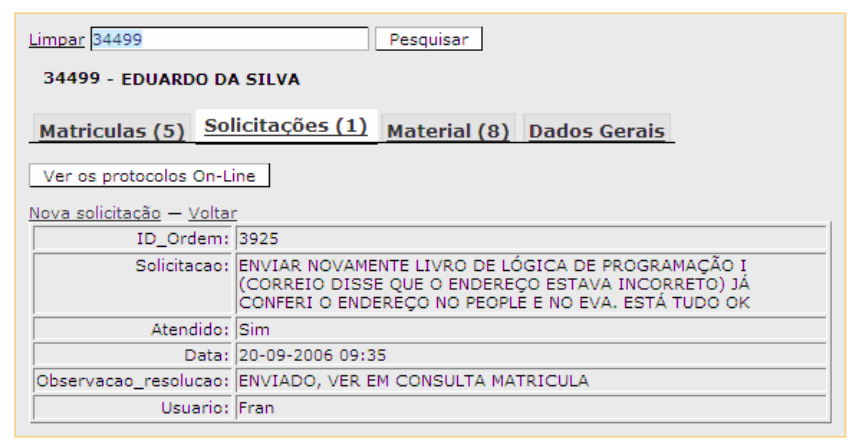 Limpar 34499 Pesquisar
34499 - EDUARDO DA SILVA
Matriculas (5) Solicitações (1) Material (8) Dados Gerais
Ver os protocolos On-Line
Nova solicitação — Voltar
ID_Ordem: 3925
Solicitacao: ENVIAR NOVAMENTE LIVRO DE LÓGICA DE PROGRAMAÇÃO I
(CORREIO DISSE QUE O ENDEREÇO ESTAVA INCORRETO) JÁ
CONFERI O ENDEREÇO NO PEOPLE E NO EVA. ESTÁ TUDO OK
Atendido: Sim
Data: 20-09-2006 09:35
Observacao_resolucao: ENVIADO, VER EM CONSULTA MATRICULA
Usuario: Fran